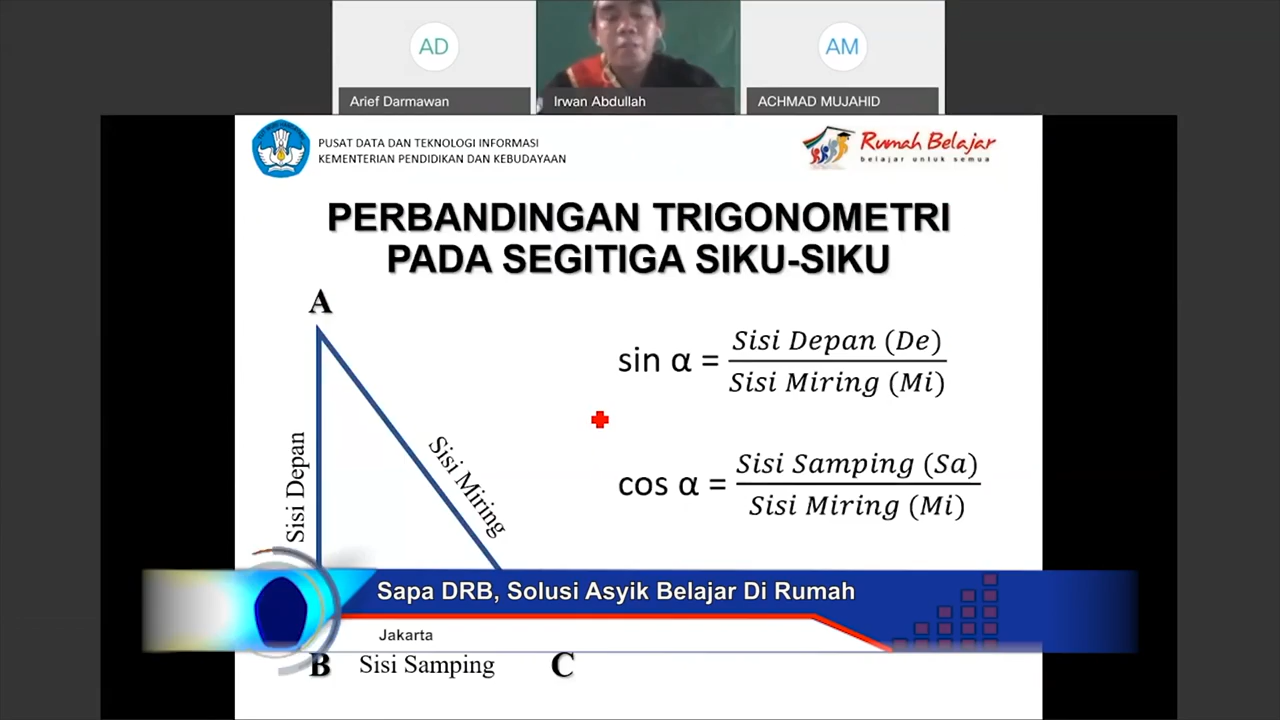 AD
AM
Arief Darmawan
Irwan Abdullah
ACHMAD MUJAHID
PUSAT DATA DAN TEKNOLOGI INFORMASI
KEMENTERIAN PENDIDIKAN DAN KEBUDAYAAN
Rumah Belajar
belajar untuk semua
PERBANDINGAN TRIGONOMETRI
PADA SEGITIGA SIKU-SIKU
A
Sisi Depan
Sisi Miring
sin α = Sisi Depan (De) / Sisi Miring (Mi)
cos α = Sisi Samping (Sa) / Sisi Miring (Mi)
Sapa DRB, Solusi Asyik Belajar Di Rumah
Jakarta
B
Sisi Samping
C